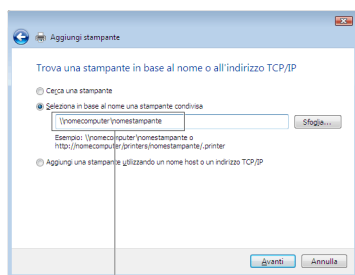 Aggiungi stampante
Trova una stampante in base al nome o all'indirizzo TCP/IP
Cerca una stampante
Seleziona in base al nome una stampante condivisa
\\nomecomputer\nomestampante
Sfoglia...
Esempio: \\nomecomputer\nomestampante o
http://nomecomputer/printers/nomestampante/.printer
Aggiungi una stampante utilizzando un nome host o un indirizzo TCP/IP
Avanti
Annulla